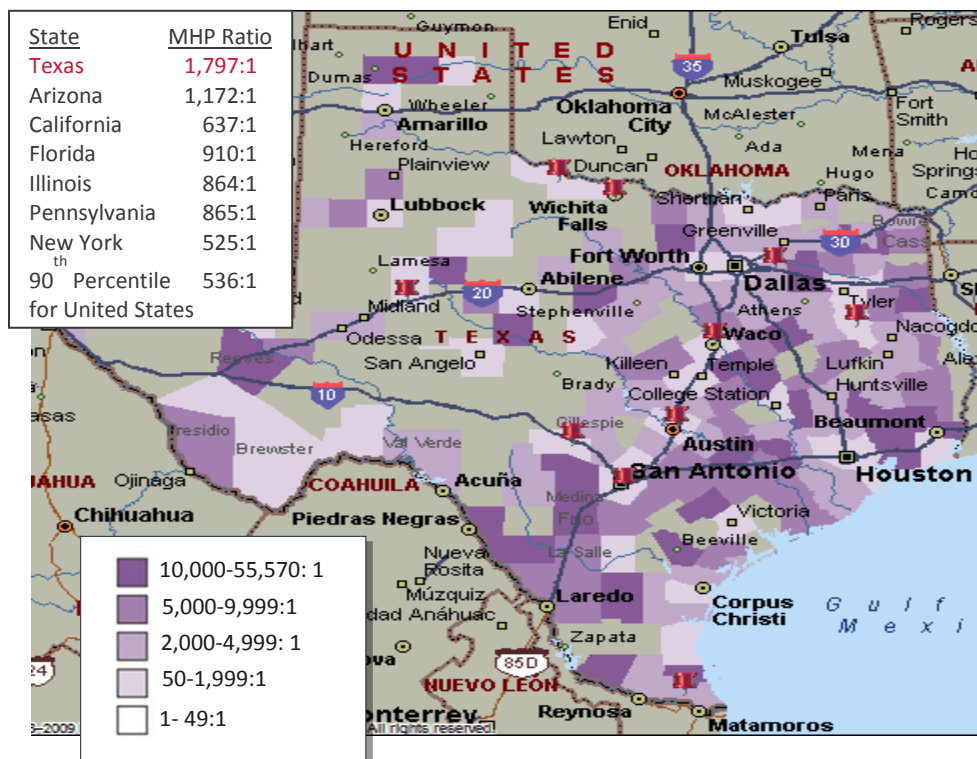 State MHP Ratio
Texas 1,797:1
Arizona 1,172:1
California 637:1
Florida 910:1
Illinois 864:1
Pennsylvania 865:1
New York 525:1
th
90 Percentile 536:1
for United States
Guymon
Enid
Tulsa
Rogers
UNITED
STATES
Dumas
35
Muskogee
Wheeler
Oklahoma
City
Fort
Smith
Amarillo
McAlester
Hereford
Lawton
Ada
Mena
Plainview
Duncan
OKLAHOMA
Hugo
Springs
Lubbock
Wichita
Falls
Sherman
Paris
Bowie
Greenville
30
Cass
Lamesa
Fort Worth
Abilene
Dallas
20
Midland
Stephenville
Athens
Tyler
Odessa
TEXAS
Waco
Reeves
San Angelo
Killeen
Temple
Lufkin
Brady
College Station
Huntsville
10
Gillespie
Beaumont
Presidio
Brewster
Val Verde
Austin
San Antonio
Houston
Ojinaga
COAHUILA
Acuña
Medina
Chihuahua
Piedras Negras
Frio
Victoria
La Salle
Beeville
Nueva
Rosita
Múzquiz
Laredo
Corpus
Christi
Gulf
Mexi
Zapata
85D
NUEVO LEÓN
Reynosa
Matamoros
All rights reserved.
10,000-55,570: 1
5,000-9,999:1
2,000-4,999: 1
50-1,999:1
1- 49:1